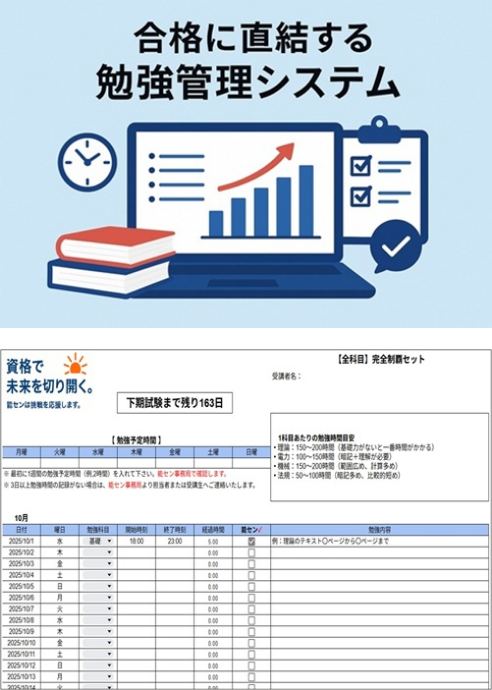 合格に直結する
勉強管理システム
資格で
未来を切り開く。
能センは挑戦を応援します。
【全科目】完全制覇セット
受講者名：
下期試験まで残り163日
1科目あたりの勉強時間目安
・理論：150～200時間（基礎力がないと一番時間がかかる）
・電力：100～150時間（暗記＋理解が必要）
・機械：150～200時間（範囲広め、計算多め）
・法規：50～100時間（暗記多め、比較的短め）
【 勉強予定時間 】
月曜 火曜 水曜 木曜 金曜 土曜 日曜
※ 最初に1週間の勉強予定時間（例,2時間）を入れて下さい。能セン事務局で確認します。
※ 3日以上勉強時間の記録がない場合は、能セン事務局より担当者または受講生へご連絡いたします。
10月
日付 曜日 勉強科目 開始時刻 終了時刻 経過時間 能セン✓ 勉強内容
2025/10/1 水 基礎 18:00 23:00 5.00 例：理論のテキスト〇ページから〇ページまで
2025/10/2 木 0.00
2025/10/3 金 0.00
2025/10/4 土 0.00
2025/10/5 日 0.00
2025/10/6 月 0.00
2025/10/7 火 0.00
2025/10/8 水 0.00
2025/10/9 木 0.00
2025/10/10 金 0.00
2025/10/11 土 0.00
2025/10/12 日 0.00
2025/10/13 月 0.00
2025/10/14 火 0.00